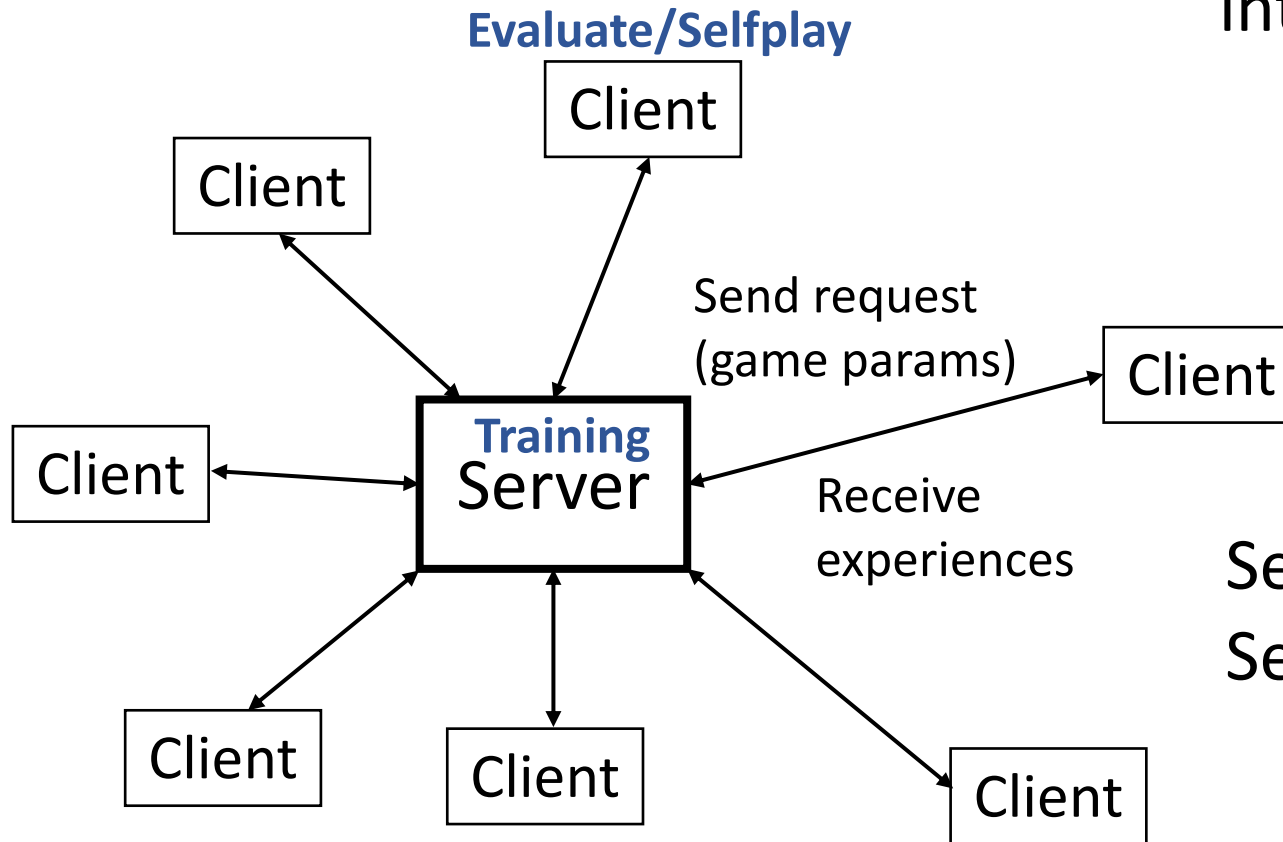 Evaluate/Selfplay
Client
Client
Send request
(game params)
Client
Training
Server
Client
Receive
experiences
Client
Client
Client